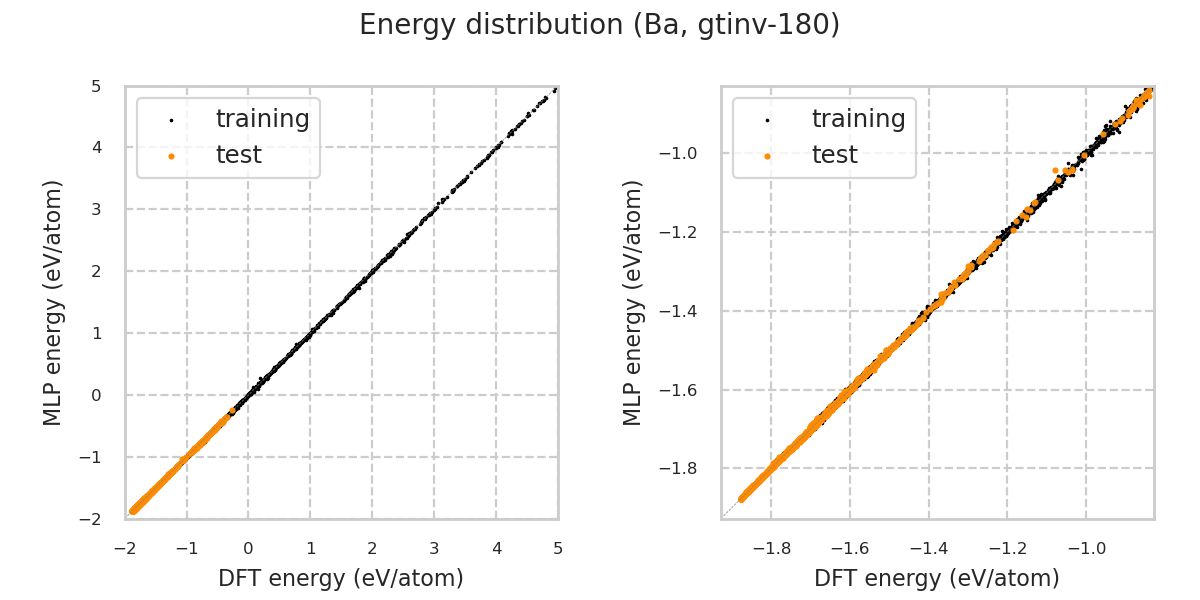 Energy distribution (Ba, gtinv-180)
training
test
5
4
3
2
1
0
−1
−2
−2
−1
0
1
2
3
4
5
MLP energy (eV/atom)
DFT energy (eV/atom)
training
test
−1.0
−1.2
−1.4
−1.6
−1.8
−1.8
−1.6
−1.4
−1.2
−1.0
MLP energy (eV/atom)
DFT energy (eV/atom)